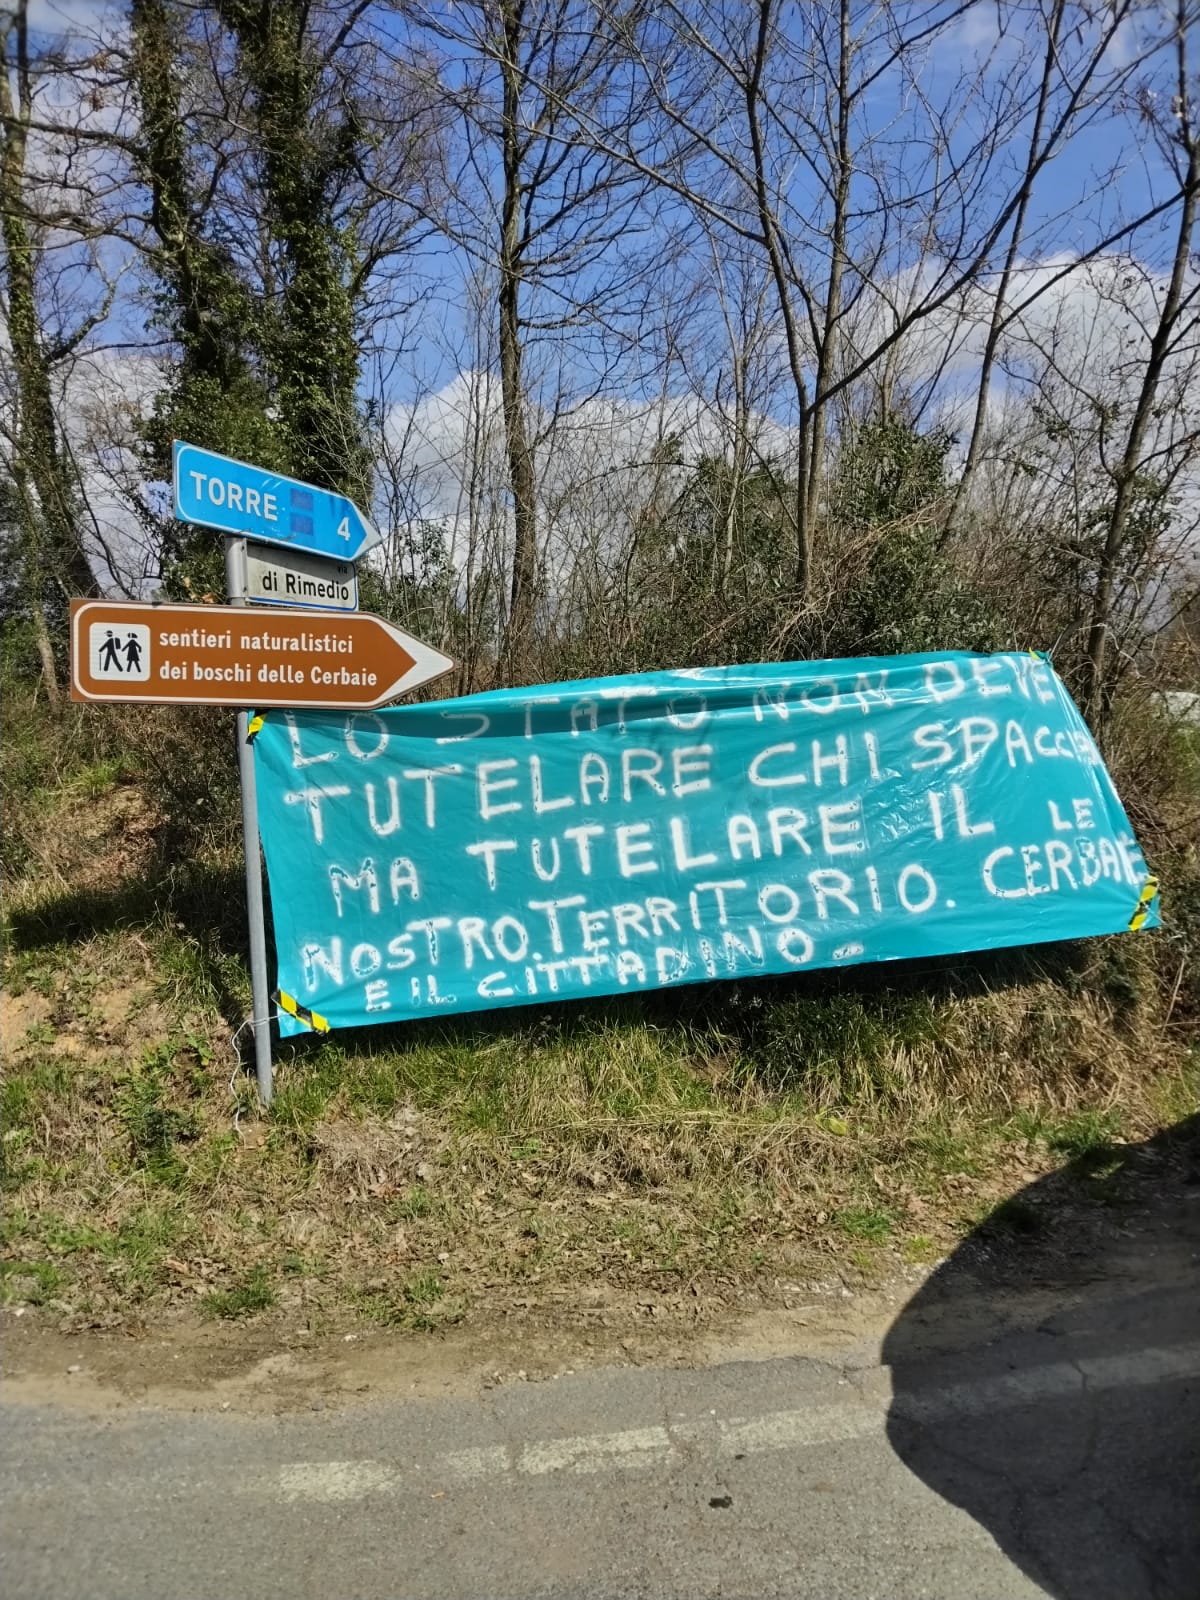 TORRE 4
via
di Rimedio
sentieri naturalistici
dei boschi delle Cerbaie
LO STATO NON DEVE
TUTELARE CHI SPACCIA
MA TUTELARE IL
NOSTRO.TERRITORIO. LE CERBAIE
E IL CITTADINO